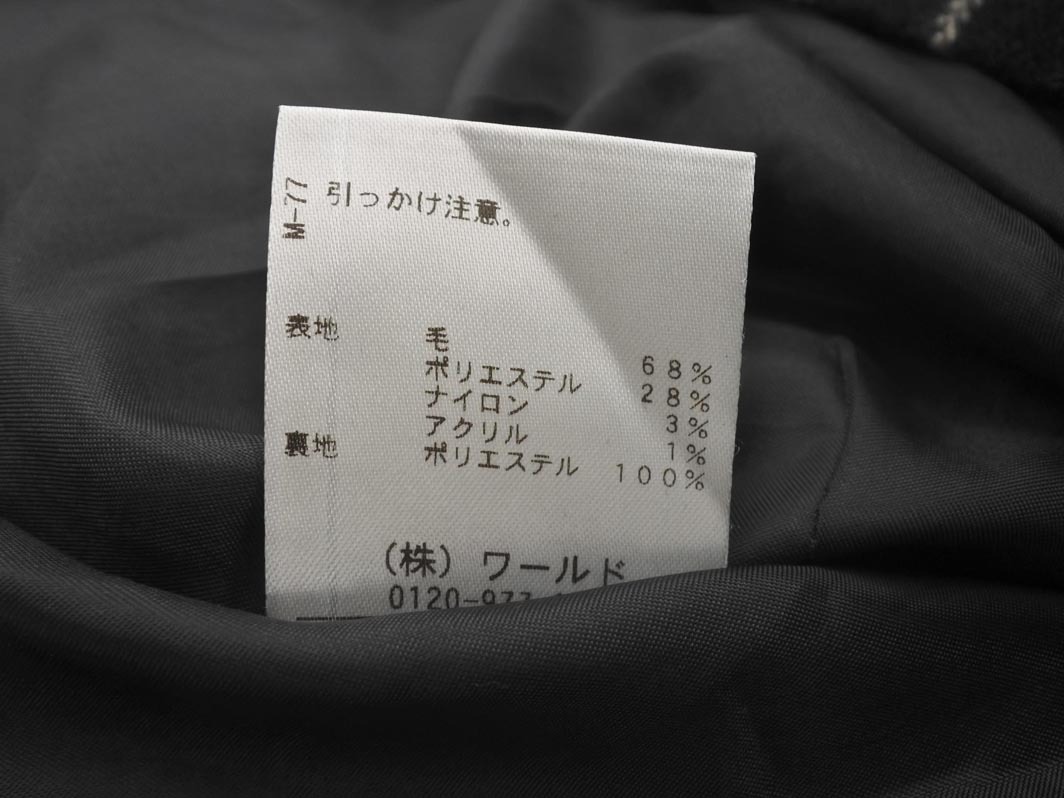 M-77
引っかけ注意。
表地 毛 68%
ポリエステル 28%
ナイロン 3%
アクリル 1%
裏地 ポリエステル 100%
(株) ワールド
0120-977-